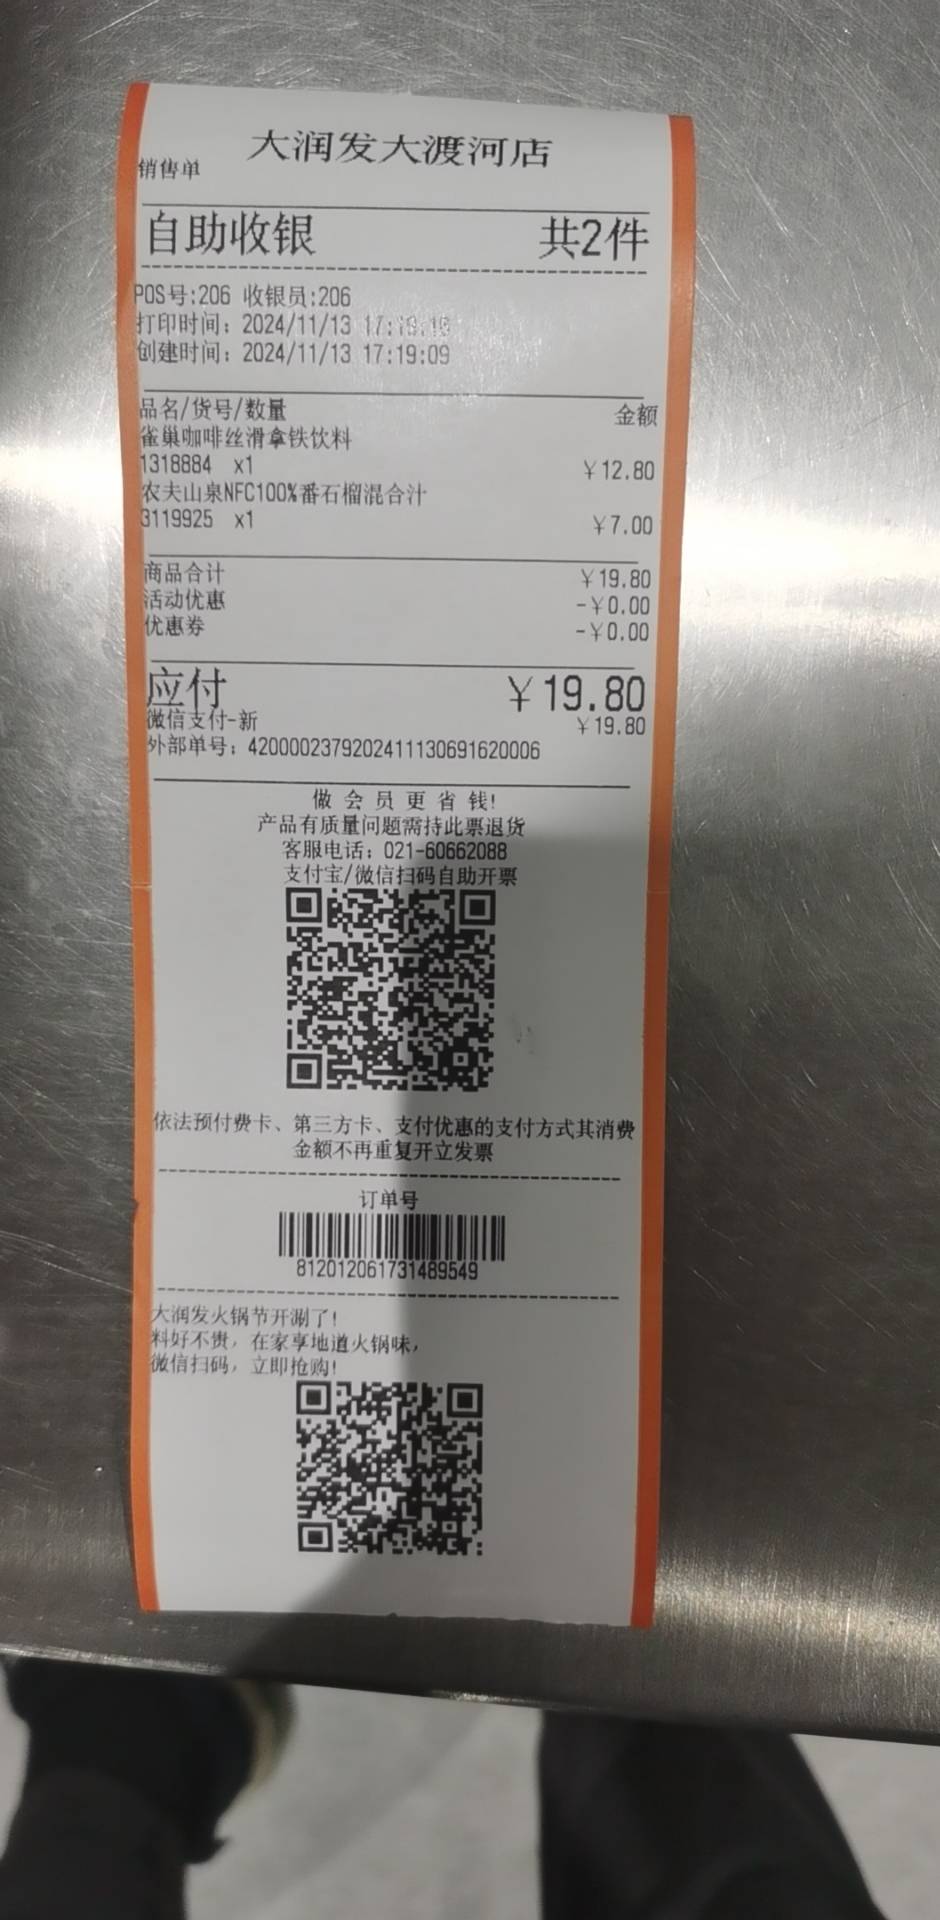 大润发大渡河店
销售单
自助收银 共2件
POS号:206 收银员:206
打印时间: 2024/11/13
创建时间: 2024/11/13 17:19:09
品名/货号/数量 金额
雀巢咖啡丝滑拿铁饮料
1318884 x1 ￥12.80
农夫山泉NFC100%番石榴混合汁
3119925 x1 ￥7.00
商品合计 ￥19.80
活动优惠 -￥0.00
优惠券 -￥0.00
应付 ￥19.80
微信支付-新 ￥19.80
外部单号: 4200002379202411130691620006
做会员更省钱!
产品有质量问题需持此票退货
客服电话: 021-60662088
支付宝/微信扫码自助开票
依法预付费卡、第三方卡、支付优惠的支付方式其消费
金额不再重复开立发票
订单号
812012061731489549
大润发火锅节开涮了!
料好不贵，在家享地道火锅味，
微信扫码，立即抢购!